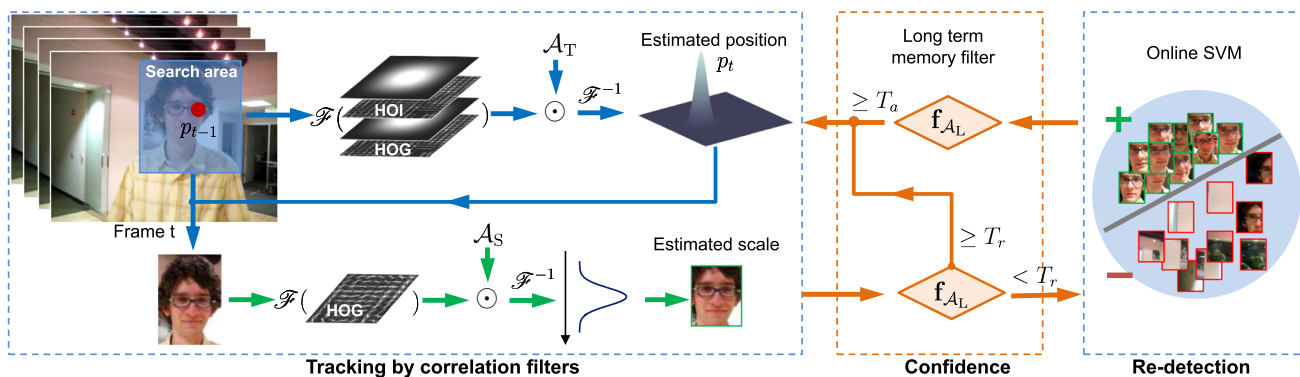 Search area
p_{t−1}
Frame t
ℱ(
HOI
HOG
)
𝒜_T
⊙
ℱ⁻¹
Estimated position
p_t
ℱ(
HOG
)
𝒜_S
⊙
ℱ⁻¹
Estimated scale
Tracking by correlation filters
Long term
memory filter
≥ T_a
f_{𝒜_L}
≥ T_r
f_{𝒜_L}
< T_r
Confidence
Online SVM
+
−
Re-detection